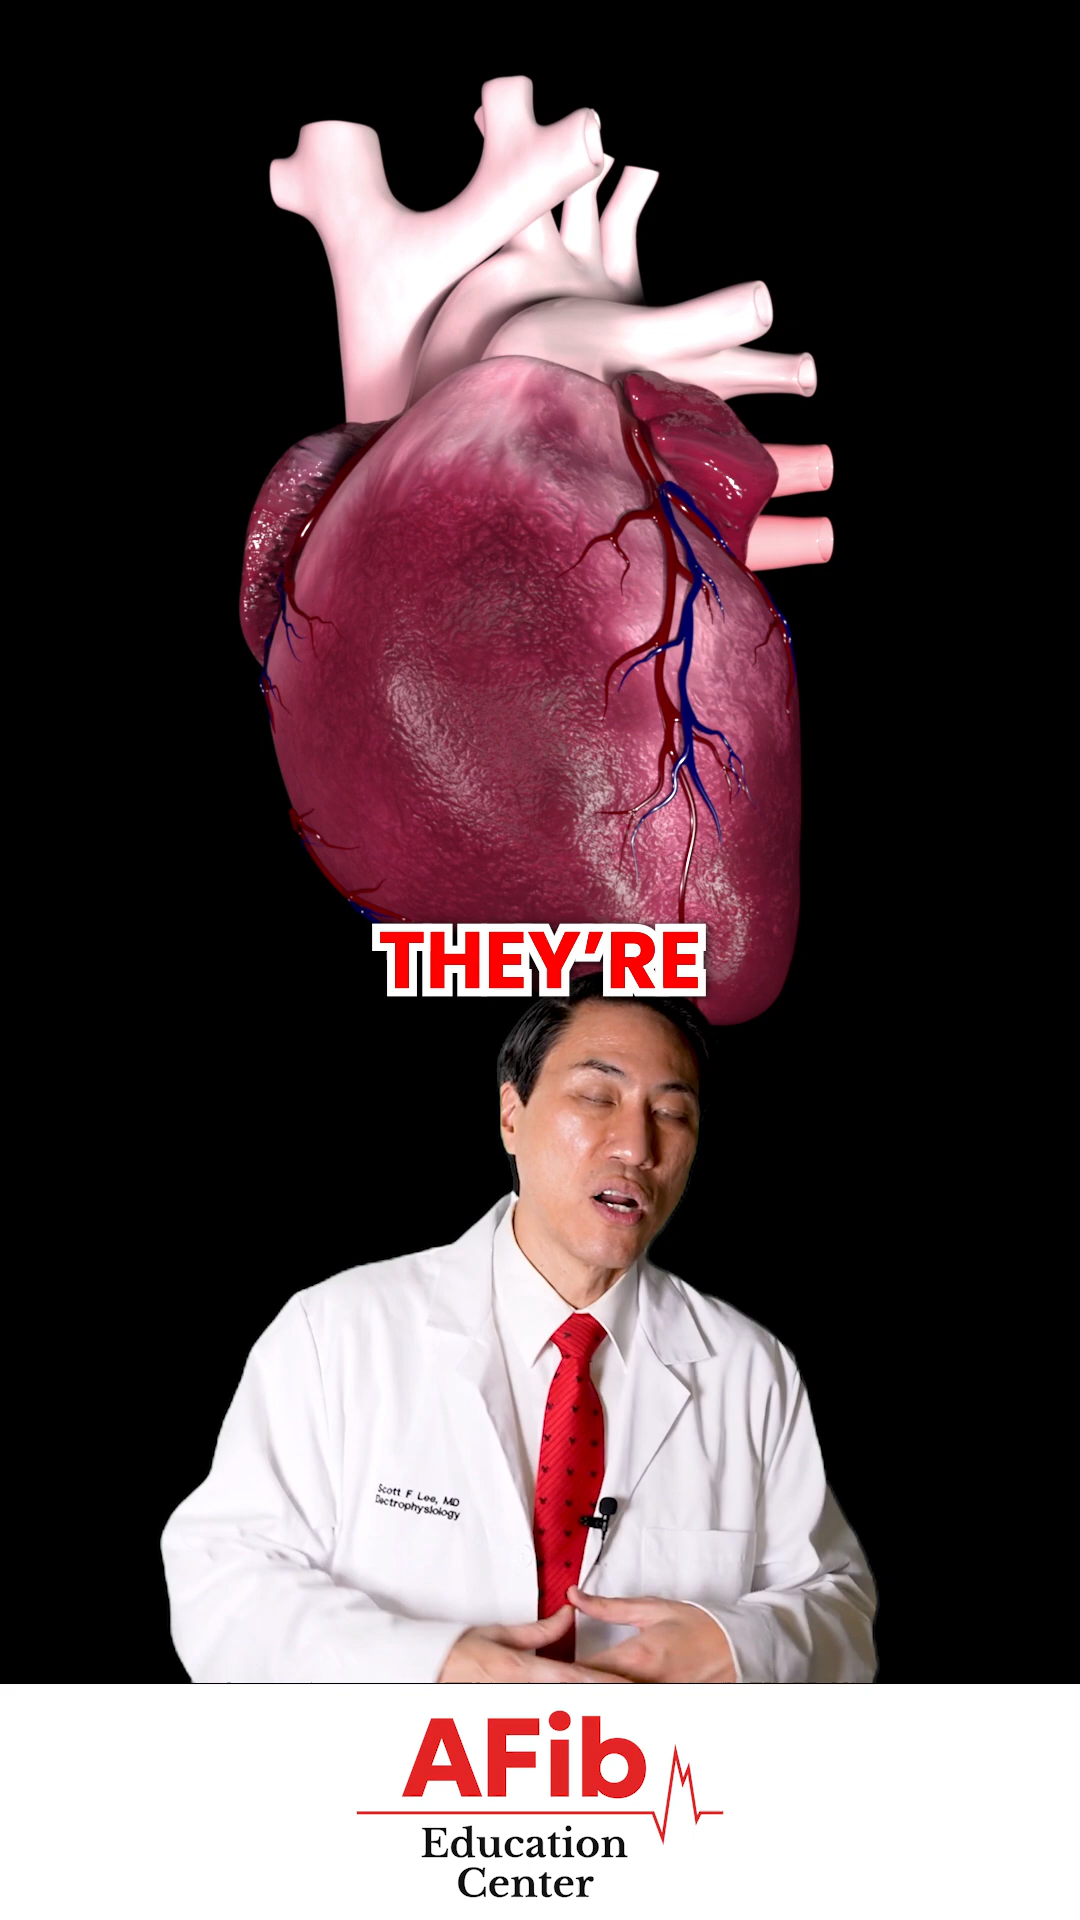 THEY'RE
Scott F Lee, MD
Electrophysiology
AFib
Education
Center